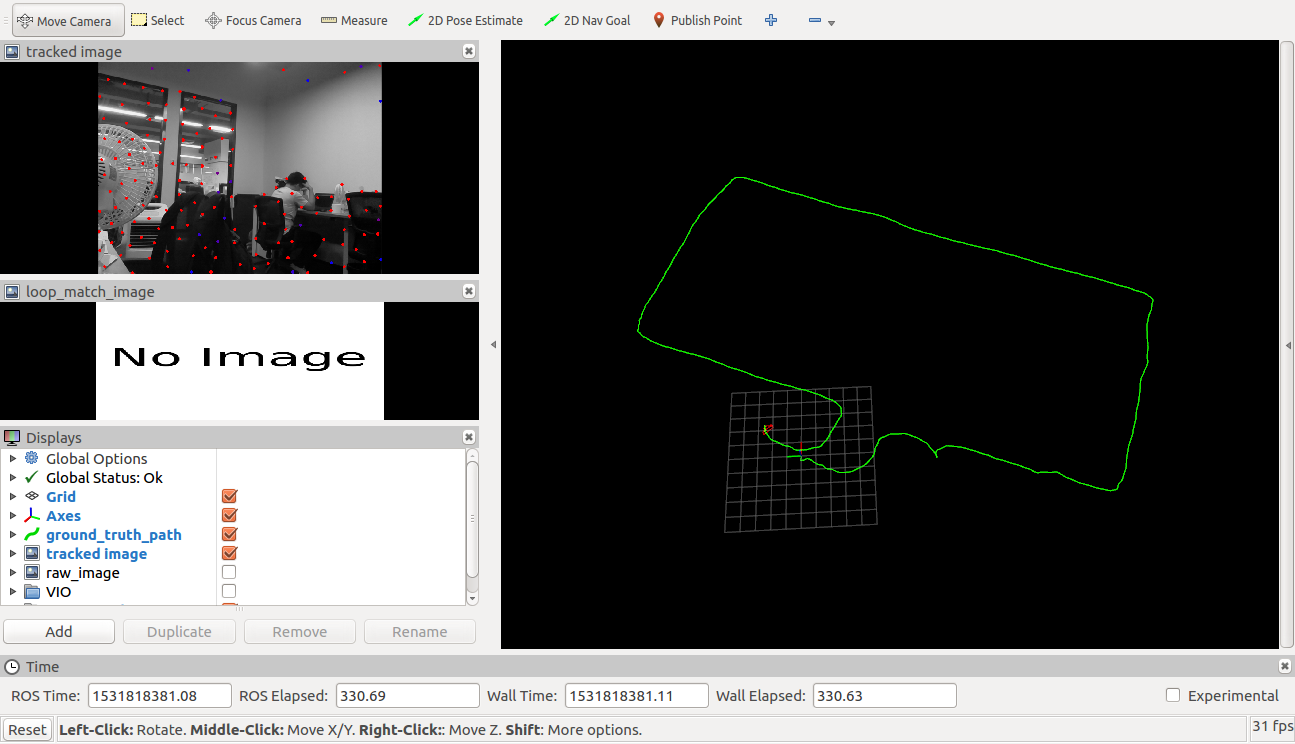 Move Camera Select Focus Camera Measure 2D Pose Estimate 2D Nav Goal Publish Point
tracked image
loop_match_image
No Image
Displays
Global Options
Global Status: Ok
Grid
Axes
ground_truth_path
tracked image
raw_image
VIO
Add Duplicate Remove Rename
Time
ROS Time: 1531818381.08 ROS Elapsed: 330.69 Wall Time: 1531818381.11 Wall Elapsed: 330.63 Experimental
Reset Left-Click: Rotate. Middle-Click: Move X/Y. Right-Click:: Move Z. Shift: More options. 31 fps